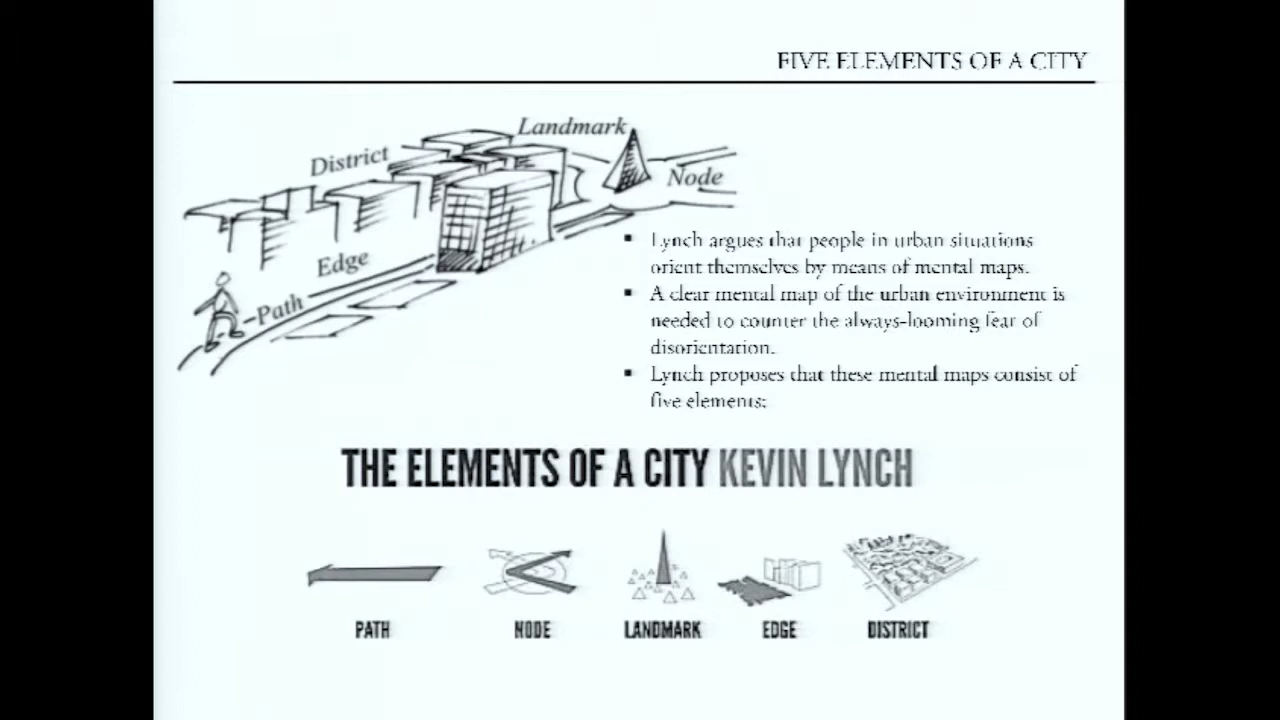 FIVE ELEMENTS OF A CITY
Landmark
District
Node
Edge
Path
▪ Lynch argues that people in urban situations
orient themselves by means of mental maps.
▪ A clear mental map of the urban environment is
needed to counter the always-looming fear of
disorientation.
▪ Lynch proposes that these mental maps consist of
five elements:
THE ELEMENTS OF A CITY KEVIN LYNCH
PATH NODE LANDMARK EDGE DISTRICT